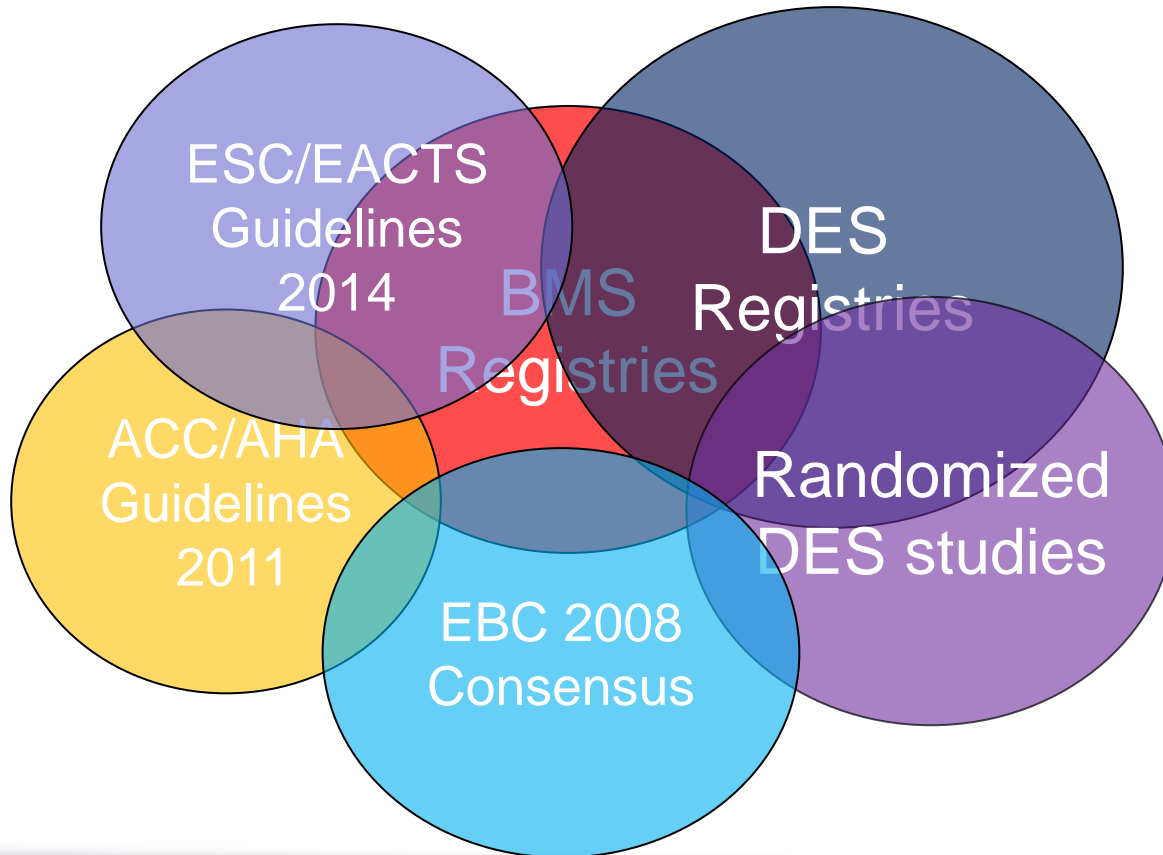 ESC/EACTS
Guidelines
2014
DES
Registries
BMS
Registries
ACC/AHA
Guidelines
2011
Randomized
DES studies
EBC 2008
Consensus